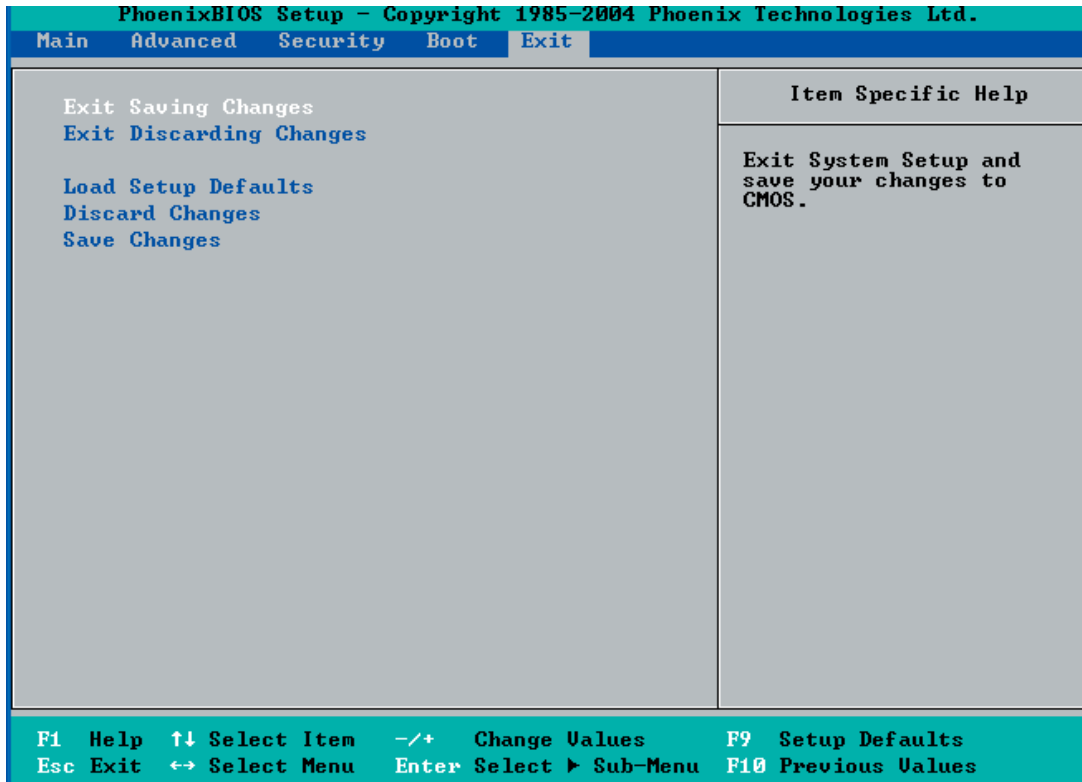 PhoenixBIOS Setup - Copyright 1985-2004 Phoenix Technologies Ltd.
Main Advanced Security Boot Exit
Exit Saving Changes
Exit Discarding Changes
Load Setup Defaults
Discard Changes
Save Changes
Item Specific Help
Exit System Setup and
save your changes to
CMOS.
F1 Help ↑↓ Select Item -/+ Change Values F9 Setup Defaults
Esc Exit ↔ Select Menu Enter Select ▶ Sub-Menu F10 Previous Values